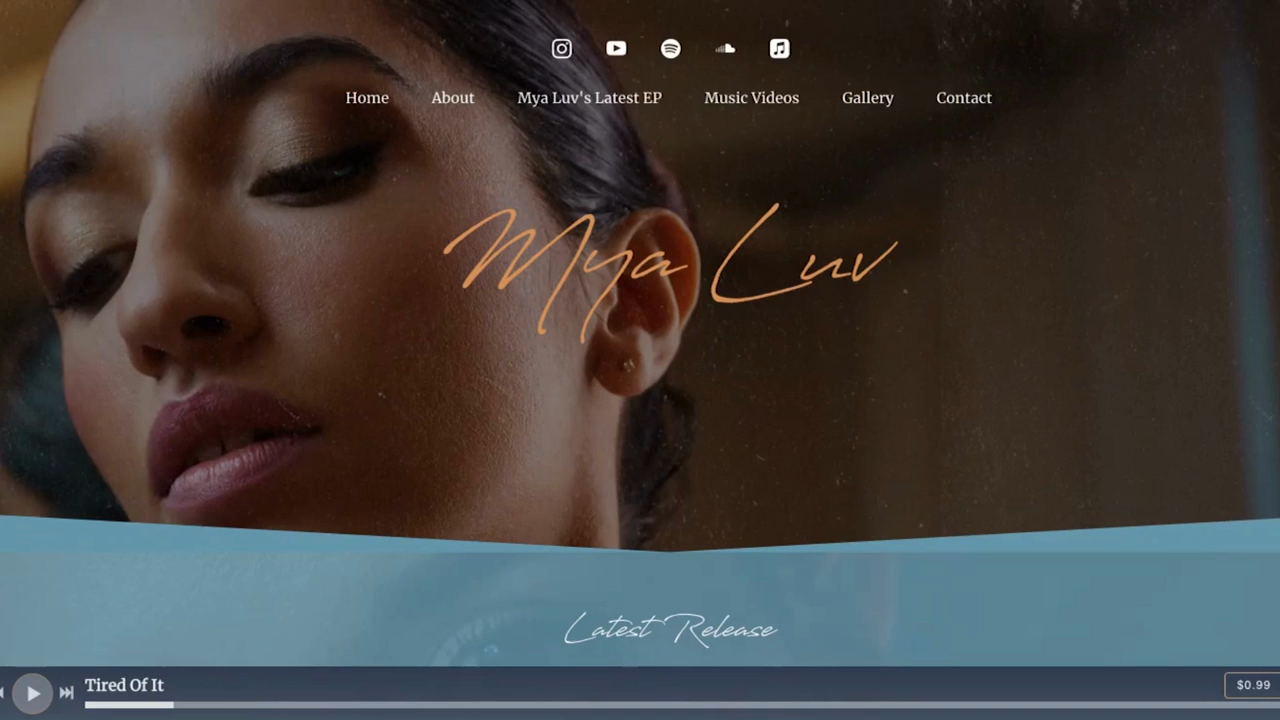 Home About Mya Luv's Latest EP Music Videos Gallery Contact
Mya Luv
Latest Release
Tired Of It
$0.99